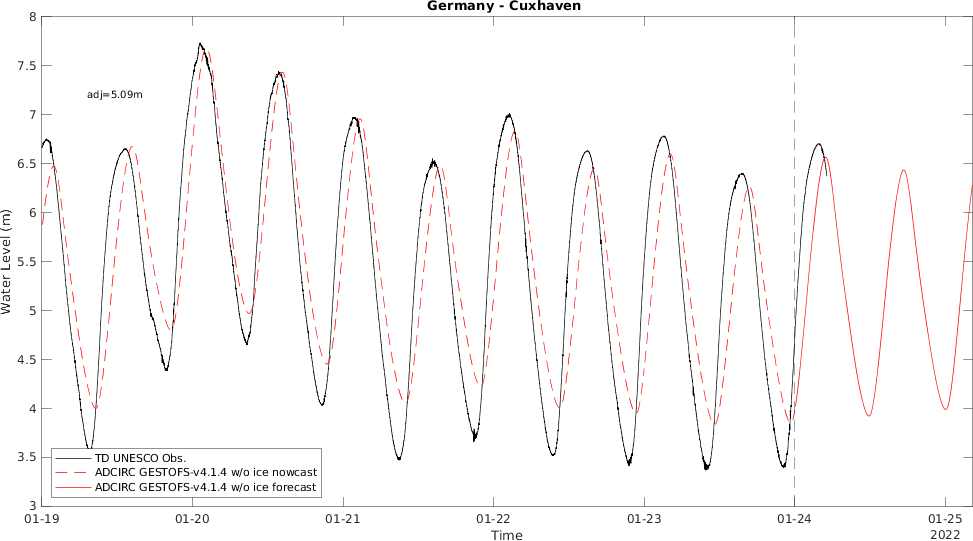 Germany - Cuxhaven
8
7.5
adj=5.09m
7
6.5
6
Water Level (m)
5.5
5
4.5
4
3.5
3
TD UNESCO Obs.
ADCIRC GESTOFS-v4.1.4 w/o ice nowcast
ADCIRC GESTOFS-v4.1.4 w/o ice forecast
01-19 01-20 01-21 01-22 01-23 01-24 01-25
Time 2022